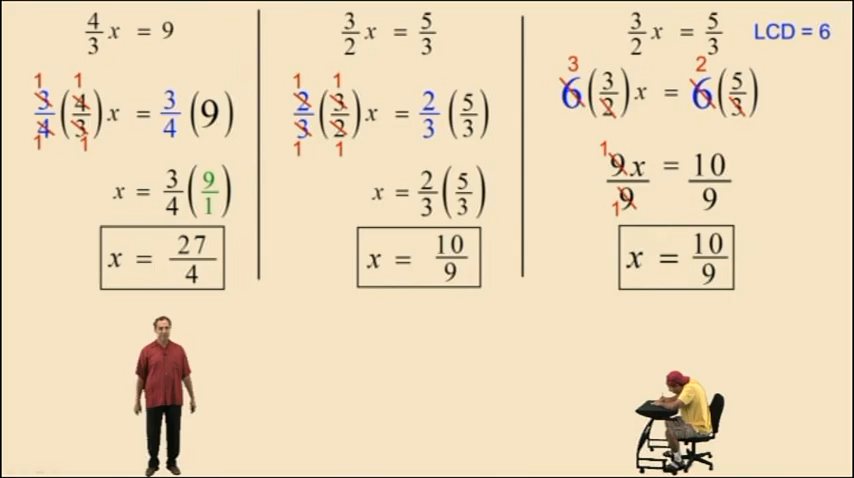 4/3 x = 9
1 1
3/4 (4/3) x = 3/4 (9)
1 1
x = 3/4 (9/1)
x = 27/4
3/2 x = 5/3
1 1
2/3 (3/2) x = 2/3 (5/3)
1 1
x = 2/3 (5/3)
x = 10/9
3/2 x = 5/3 LCD = 6
3 2
6 (3/2) x = 6 (5/3)
1
9x/9 = 10/9
1
x = 10/9